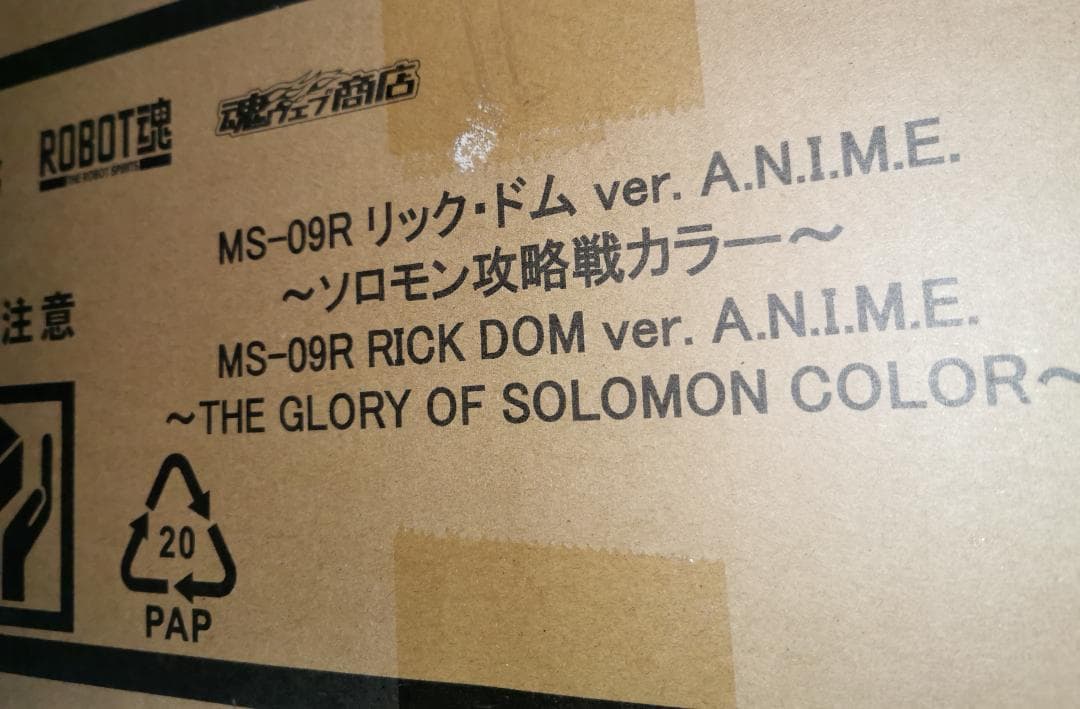 ROBOT魂
THE ROBOT SPIRITS
魂ウェブ商店
MS-09R リック・ドム ver. A.N.I.M.E.
～ソロモン攻略戦カラー～
MS-09R RICK DOM ver. A.N.I.M.E.
～THE GLORY OF SOLOMON COLOR～
注意
20
PAP